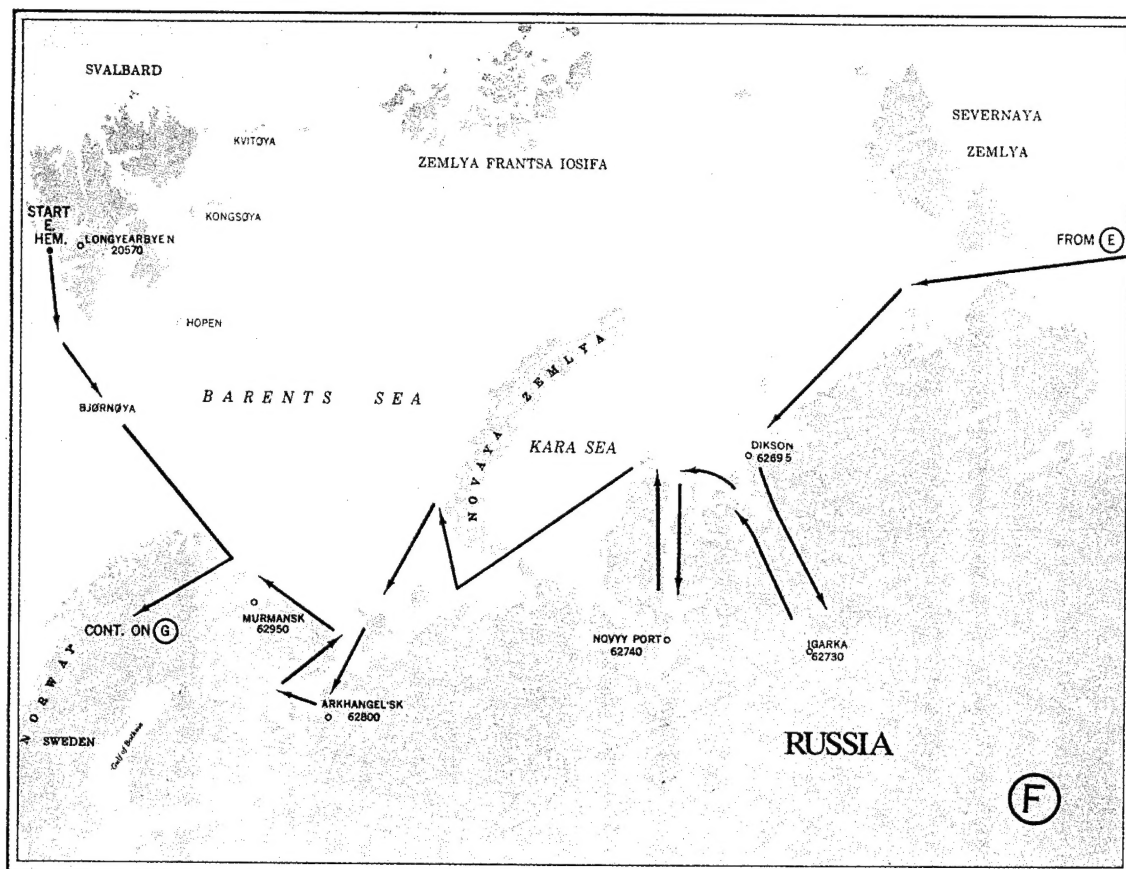 SVALBARD
KVITØYA
ZEMLYA FRANTSA IOSIFA
SEVERNAYA
ZEMLYA
START
E.
HEM.
LONGYEARBYEN
20570
KONGSØYA
FROM E
HOPEN
BARENTS SEA
NOVAYA ZEMLYA
BJØRNØYA
KARA SEA
DIKSON
62695
MURMANSK
62950
CONT. ON G
NOVYY PORT
62740
IGARKA
62730
ARKHANGEL'SK
62800
NORWAY
SWEDEN
Gulf of Bothnia
RUSSIA
F